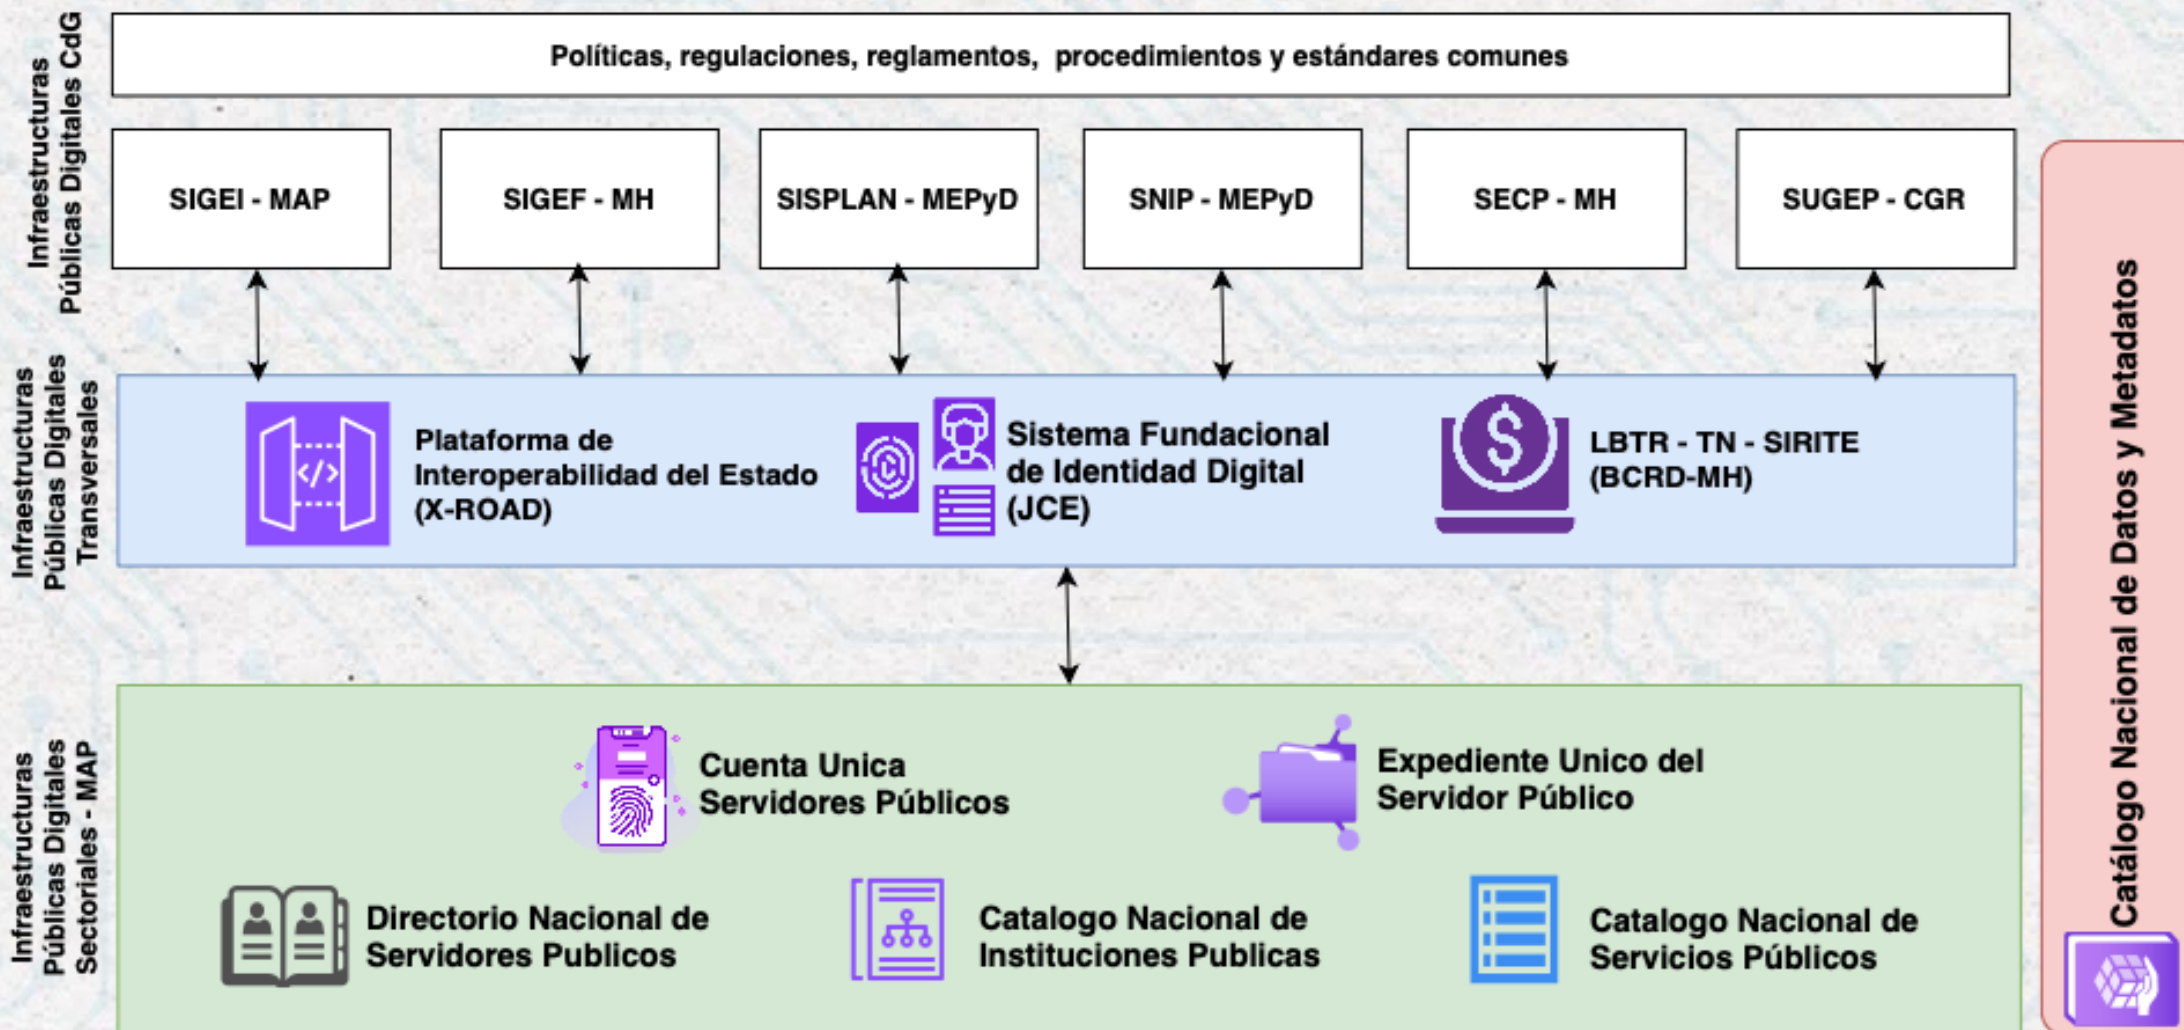 Infraestructuras
Públicas Digitales CdG
Políticas, regulaciones, reglamentos, procedimientos y estándares comunes
SIGEI - MAP
SIGEF - MH
SISPLAN - MEPyD
SNIP - MEPyD
SECP - MH
SUGEP - CGR
Infraestructuras
Públicas Digitales
Transversales
Plataforma de
Interoperabilidad del Estado
(X-ROAD)
Sistema Fundacional
de Identidad Digital
(JCE)
LBTR - TN - SIRITE
(BCRD-MH)
Infraestructuras
Públicas Digitales
Sectoriales - MAP
Cuenta Unica
Servidores Públicos
Expediente Unico del
Servidor Público
Directorio Nacional de
Servidores Publicos
Catalogo Nacional de
Instituciones Publicas
Catalogo Nacional de
Servicios Públicos
Catálogo Nacional de Datos y Metadatos